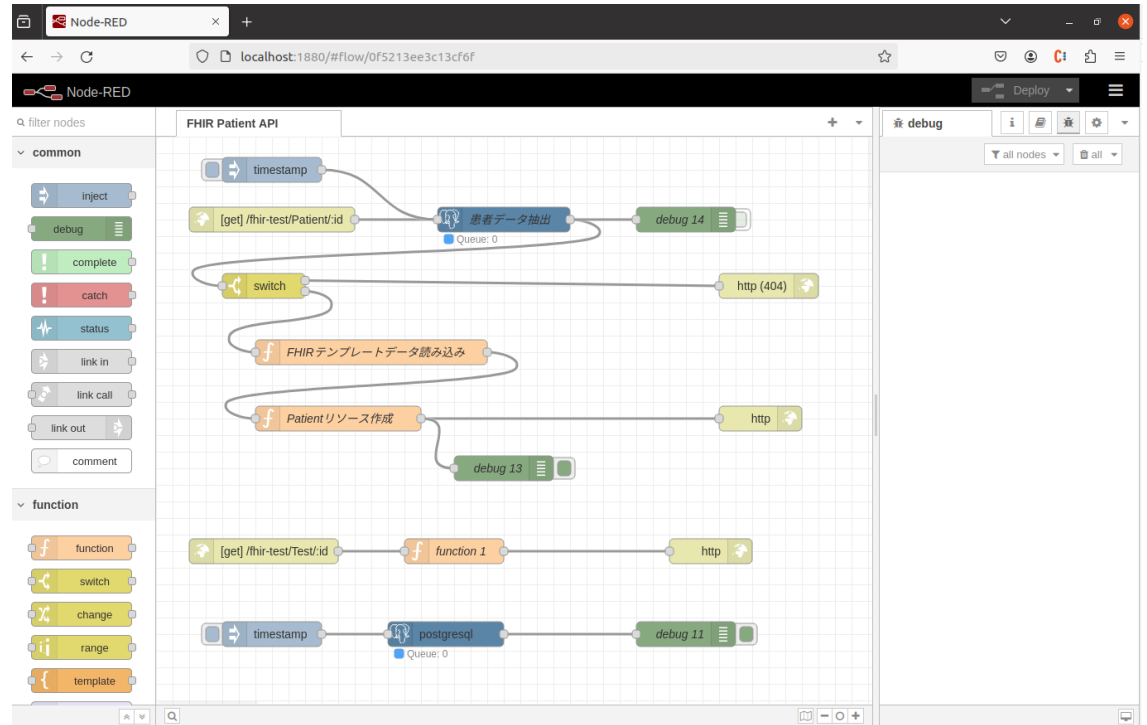 Node-RED
localhost:1880/#flow/0f5213ee3c13cf6f
Node-RED
Deploy
filter nodes
FHIR Patient API
debug
i
all nodes
all
common
inject
debug
complete
catch
status
link in
link call
link out
comment
function
function
switch
change
range
template
timestamp
[get] /fhir-test/Patient/:id
患者データ抽出
Queue: 0
debug 14
switch
http (404)
FHIRテンプレートデータ読み込み
Patientリソース作成
http
debug 13
[get] /fhir-test/Test/:id
function 1
http
timestamp
postgresql
Queue: 0
debug 11